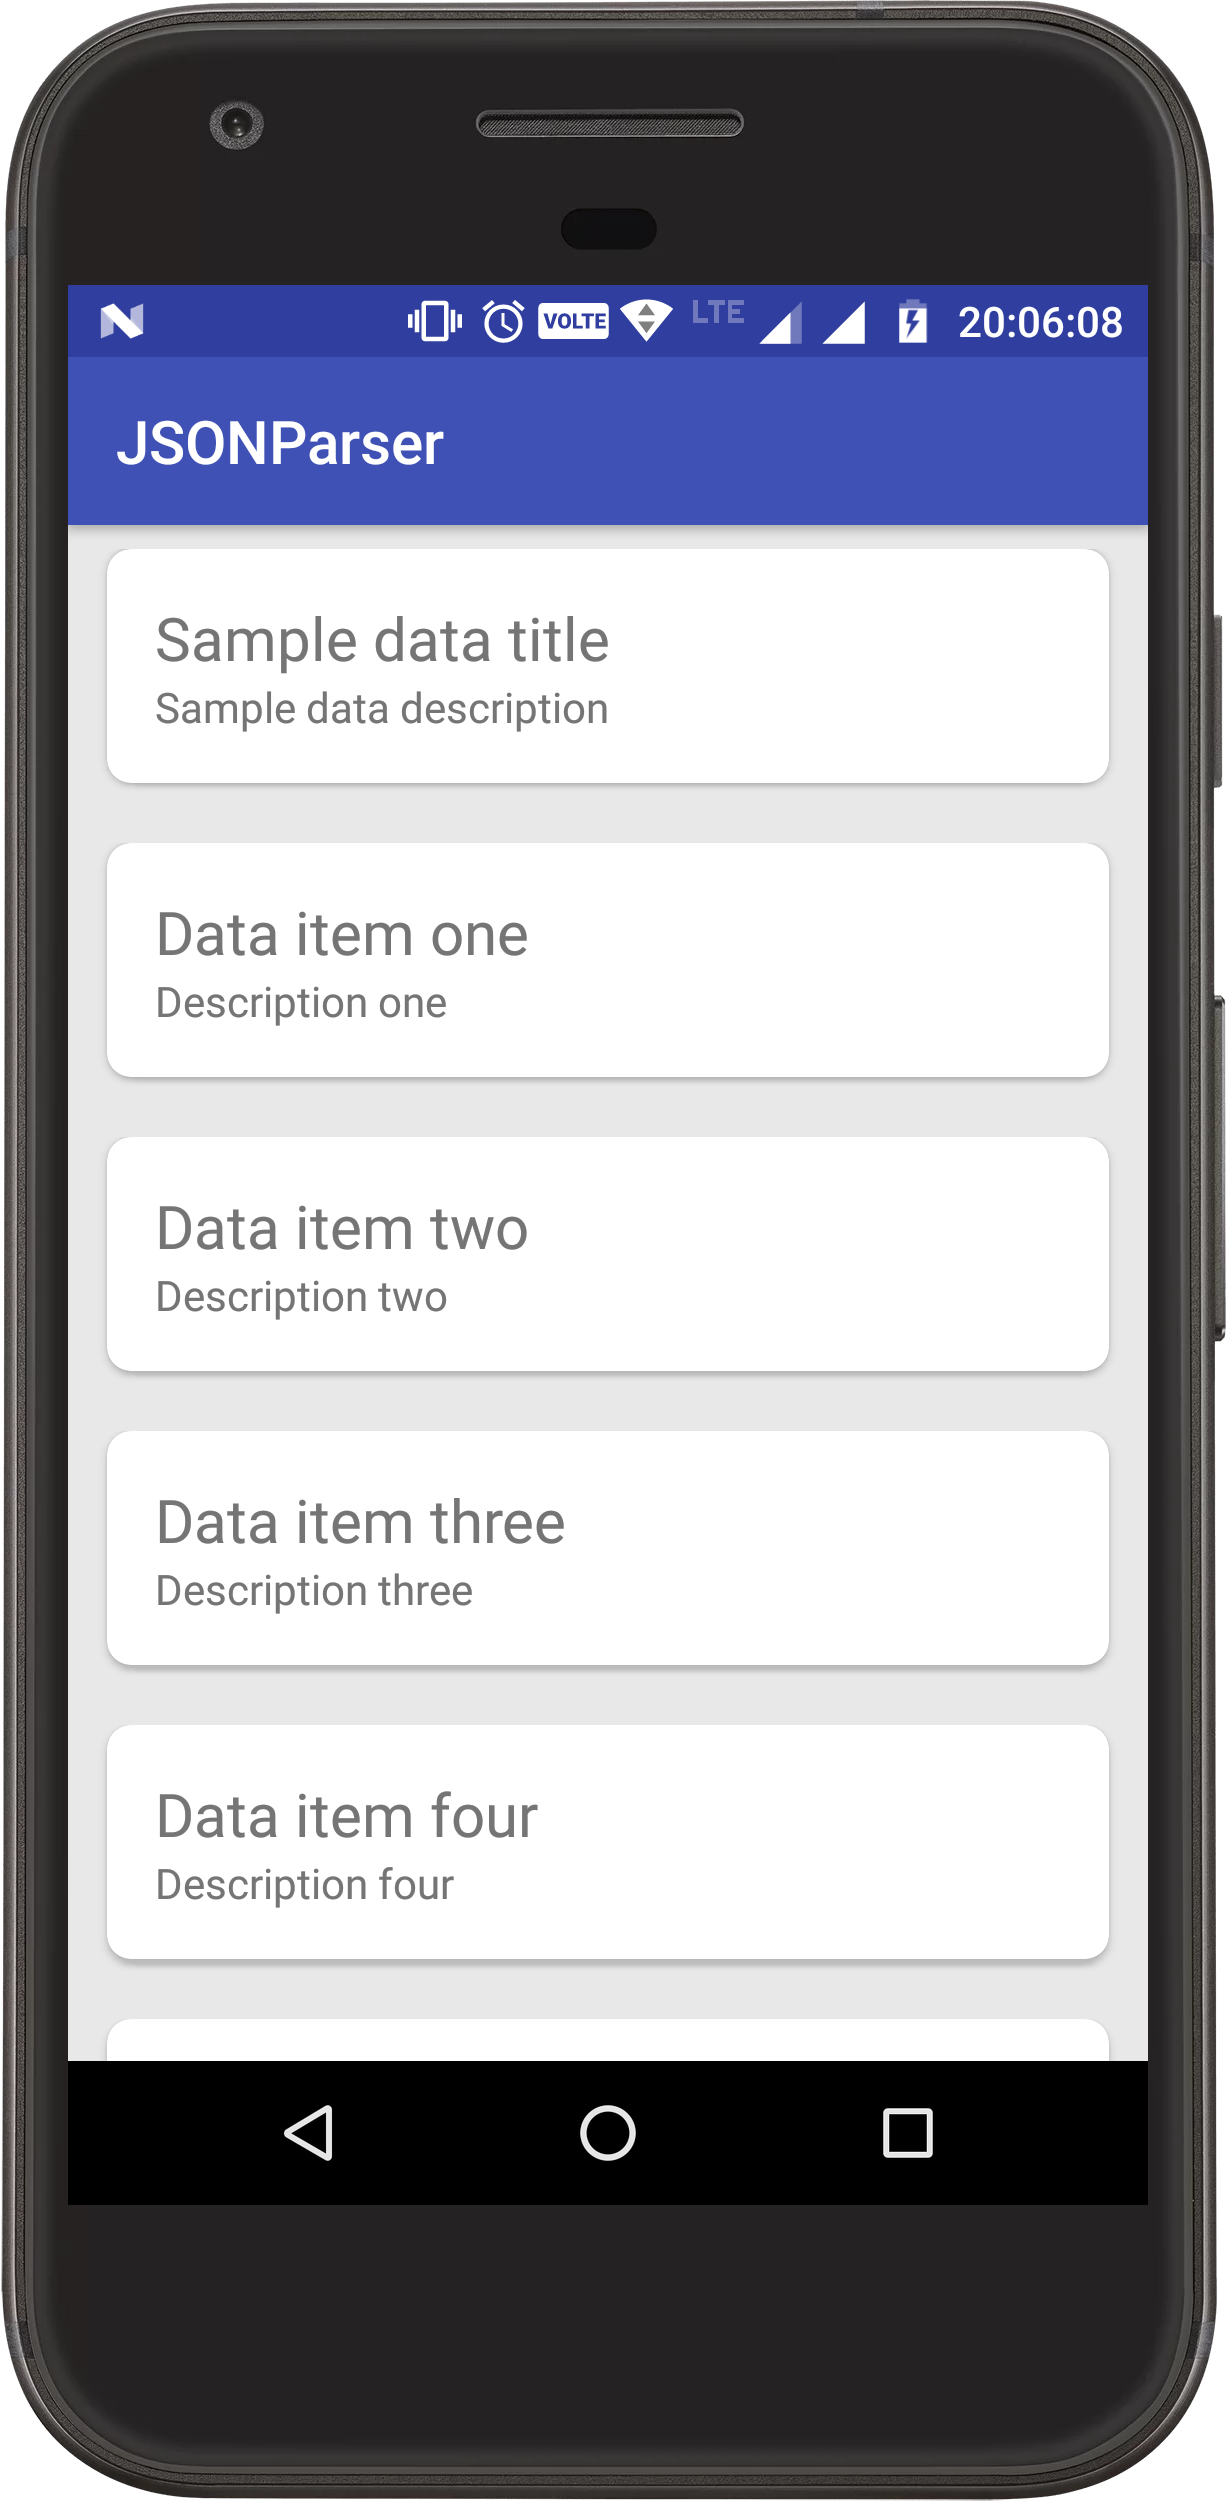 VOLTE LTE 20:06:08
JSONParser
Sample data title
Sample data description
Data item one
Description one
Data item two
Description two
Data item three
Description three
Data item four
Description four